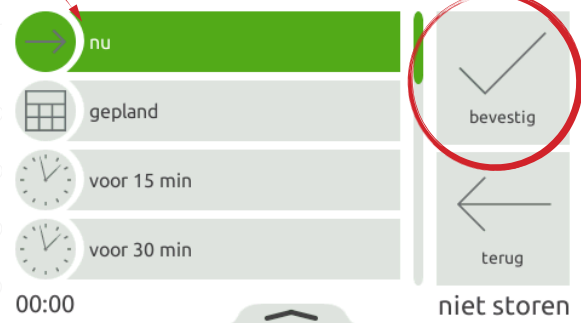 nu
gepland
voor 15 min
voor 30 min
bevestig
terug
00:00
niet storen